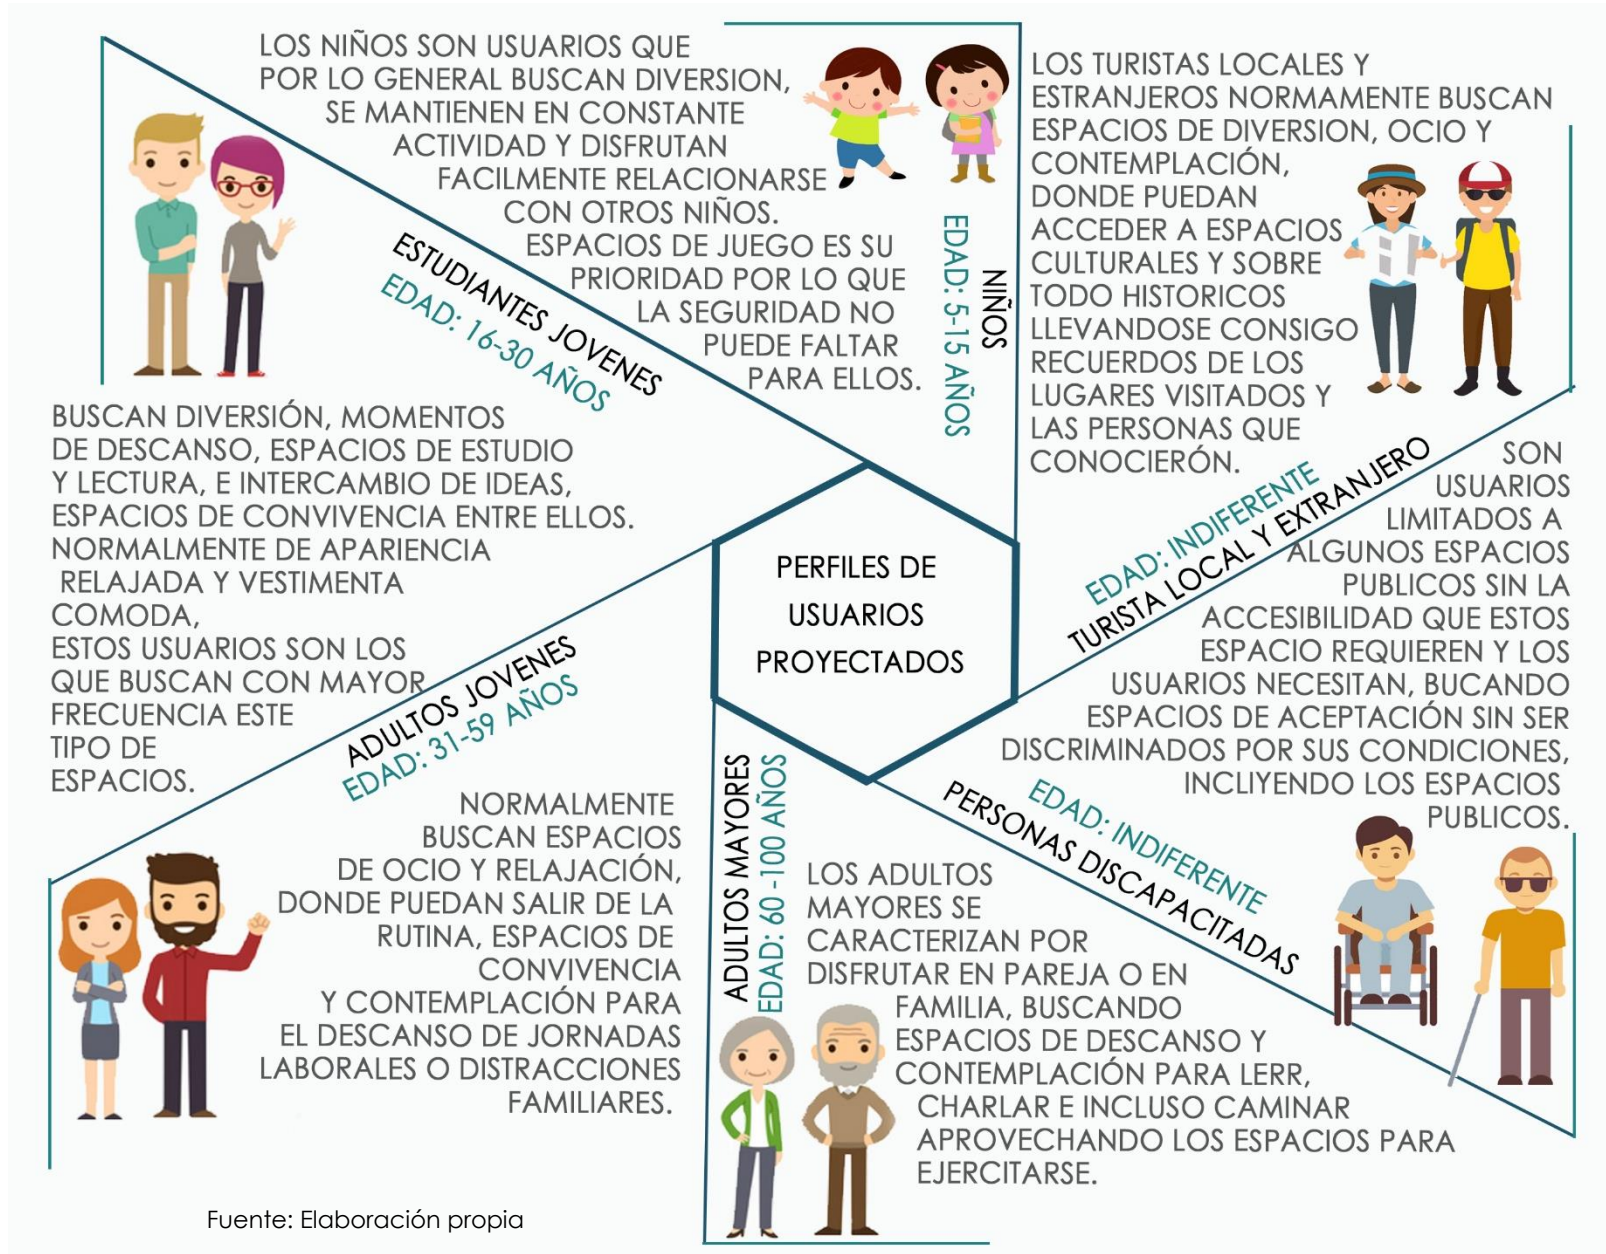 LOS NIÑOS SON USUARIOS QUE
POR LO GENERAL BUSCAN DIVERSION,
SE MANTIENEN EN CONSTANTE
ACTIVIDAD Y DISFRUTAN
FACILMENTE RELACIONARSE
CON OTROS NIÑOS.
ESPACIOS DE JUEGO ES SU
PRIORIDAD POR LO QUE
LA SEGURIDAD NO
PUEDE FALTAR
PARA ELLOS.
NIÑOS
EDAD: 5-15 AÑOS
LOS TURISTAS LOCALES Y
ESTRANJEROS NORMAMENTE BUSCAN
ESPACIOS DE DIVERSION, OCIO Y
CONTEMPLACIÓN,
DONDE PUEDAN
ACCEDER A ESPACIOS
CULTURALES Y SOBRE
TODO HISTORICOS
LLEVANDOSE CONSIGO
RECUERDOS DE LOS
LUGARES VISITADOS Y
LAS PERSONAS QUE
CONOCIERÓN.
EDAD: INDIFERENTE
TURISTA LOCAL Y EXTRANJERO
ESTUDIANTES JOVENES
EDAD: 16-30 AÑOS
BUSCAN DIVERSIÓN, MOMENTOS
DE DESCANSO, ESPACIOS DE ESTUDIO
Y LECTURA, E INTERCAMBIO DE IDEAS,
ESPACIOS DE CONVIVENCIA ENTRE ELLOS.
NORMALMENTE DE APARIENCIA
RELAJADA Y VESTIMENTA
COMODA,
ESTOS USUARIOS SON LOS
QUE BUSCAN CON MAYOR
FRECUENCIA ESTE
TIPO DE
ESPACIOS.
PERFILES DE
USUARIOS
PROYECTADOS
SON
USUARIOS
LIMITADOS A
ALGUNOS ESPACIOS
PUBLICOS SIN LA
ACCESIBILIDAD QUE ESTOS
ESPACIO REQUIEREN Y LOS
USUARIOS NECESITAN, BUCANDO
ESPACIOS DE ACEPTACIÓN SIN SER
DISCRIMINADOS POR SUS CONDICIONES,
INCLIYENDO LOS ESPACIOS
PUBLICOS.
EDAD: INDIFERENTE
PERSONAS DISCAPACITADAS
ADULTOS JOVENES
EDAD: 31-59 AÑOS
NORMALMENTE
BUSCAN ESPACIOS
DE OCIO Y RELAJACIÓN,
DONDE PUEDAN SALIR DE LA
RUTINA, ESPACIOS DE
CONVIVENCIA
Y CONTEMPLACIÓN PARA
EL DESCANSO DE JORNADAS
LABORALES O DISTRACCIONES
FAMILIARES.
ADULTOS MAYORES
EDAD: 60 -100 AÑOS
LOS ADULTOS
MAYORES SE
CARACTERIZAN POR
DISFRUTAR EN PAREJA O EN
FAMILIA, BUSCANDO
ESPACIOS DE DESCANSO Y
CONTEMPLACIÓN PARA LERR,
CHARLAR E INCLUSO CAMINAR
APROVECHANDO LOS ESPACIOS PARA
EJERCITARSE.
Fuente: Elaboración propia